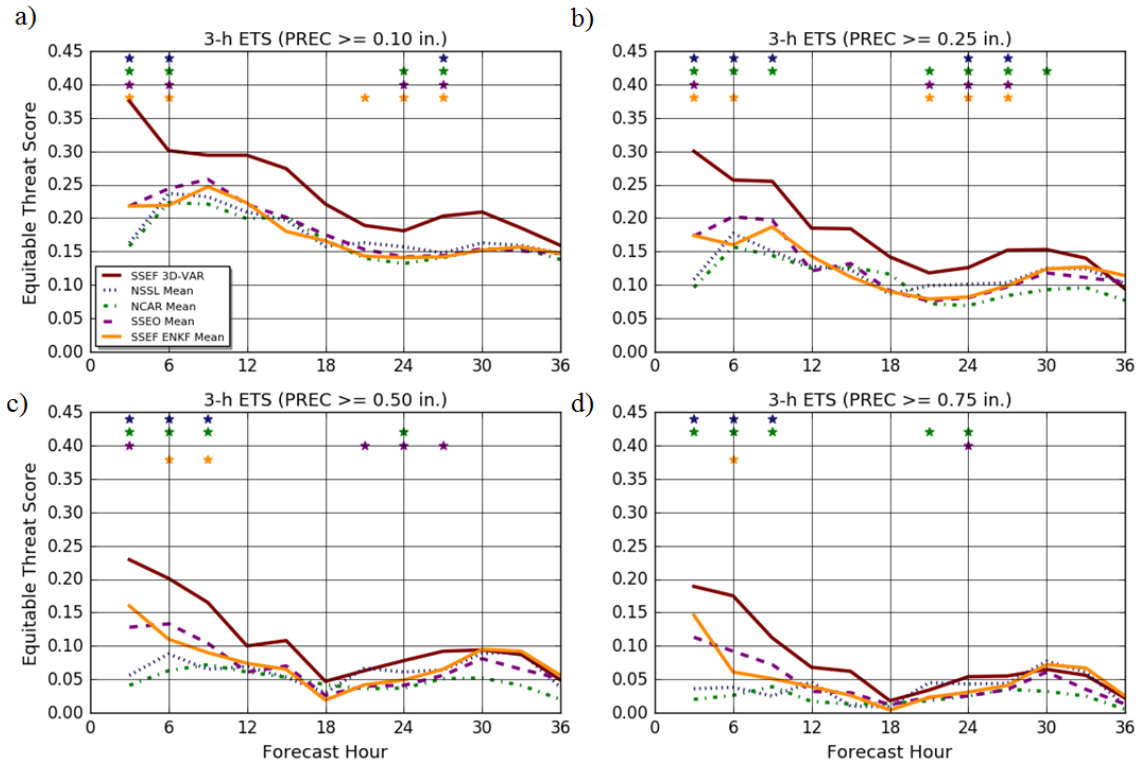 a)
3-h ETS (PREC >= 0.10 in.)
Equitable Threat Score
0.45
0.40
0.35
0.30
0.25
0.20
0.15
0.10
0.05
0.00
SSEF 3D-VAR
NSSL Mean
NCAR Mean
SSEO Mean
SSEF ENKF Mean
0 6 12 18 24 30 36
b)
3-h ETS (PREC >= 0.25 in.)
0.45
0.40
0.35
0.30
0.25
0.20
0.15
0.10
0.05
0.00
0 6 12 18 24 30 36
c)
3-h ETS (PREC >= 0.50 in.)
Equitable Threat Score
0.45
0.40
0.35
0.30
0.25
0.20
0.15
0.10
0.05
0.00
0 6 12 18 24 30 36
Forecast Hour
d)
3-h ETS (PREC >= 0.75 in.)
0.45
0.40
0.35
0.30
0.25
0.20
0.15
0.10
0.05
0.00
0 6 12 18 24 30 36
Forecast Hour